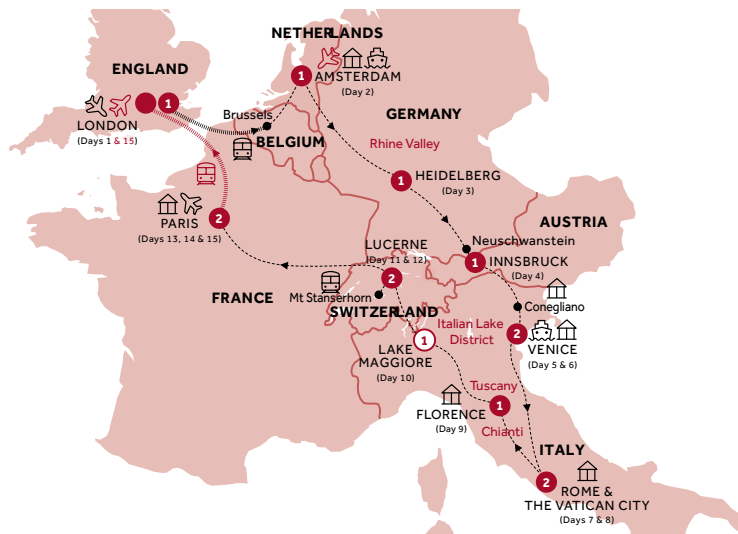 NETHERLANDS
ENGLAND
1
AMSTERDAM
(Day 2)
1
LONDON
(Days 1 & 15)
Brussels
BELGIUM
GERMANY
Rhine Valley
1
HEIDELBERG
(Day 3)
2
PARIS
(Days 13, 14 & 15)
AUSTRIA
Neuschwanstein
1
INNSBRUCK
(Day 4)
LUCERNE
(Day 11 & 12)
2
FRANCE
Mt Stanserhorn
SWITZERLAND
Conegliano
Italian Lake
District
2
VENICE
(Day 5 & 6)
1
LAKE
MAGGIORE
(Day 10)
Tuscany
1
FLORENCE
(Day 9)
Chianti
ITALY
2
ROME &
THE VATICAN CITY
(Days 7 & 8)